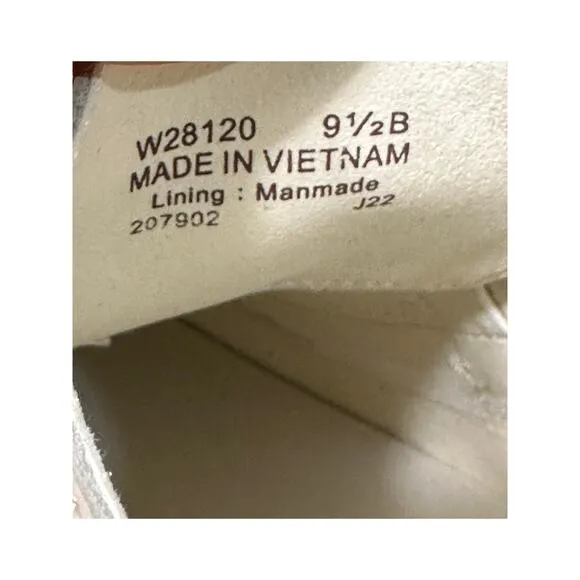 W28120 9½B
MADE IN VIETNAM
Lining : Manmade
207902 J22